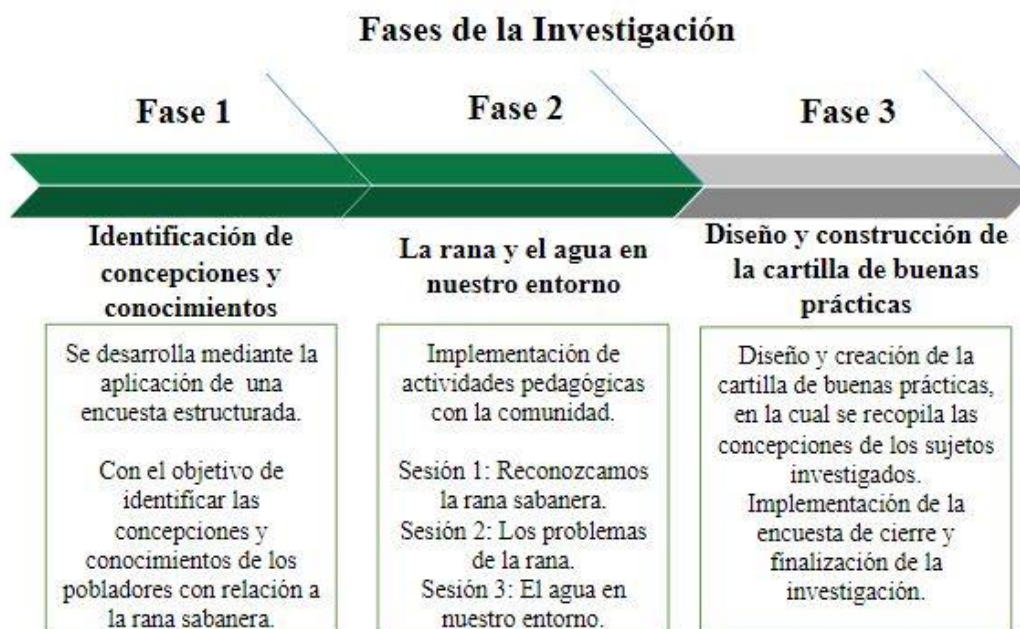 Fases de la Investigación
Fase 1
Fase 2
Fase 3
Identificación de
concepciones y
conocimientos
Se desarrolla mediante la
aplicación de una
encuesta estructurada.
Con el objetivo de
identificar las
concepciones y
conocimientos de los
pobladores con relación a
la rana sabanera.
La rana y el agua en
nuestro entorno
Implementación de
actividades pedagógicas
con la comunidad.
Sesión 1: Reconozcamos
la rana sabanera.
Sesión 2: Los problemas
de la rana.
Sesión 3: El agua en
nuestro entorno.
Diseño y construcción de
la cartilla de buenas
prácticas
Diseño y creación de la
cartilla de buenas prácticas,
en la cual se recopila las
concepciones de los sujetos
investigados.
Implementación de la
encuesta de cierre y
finalización de la
investigación.